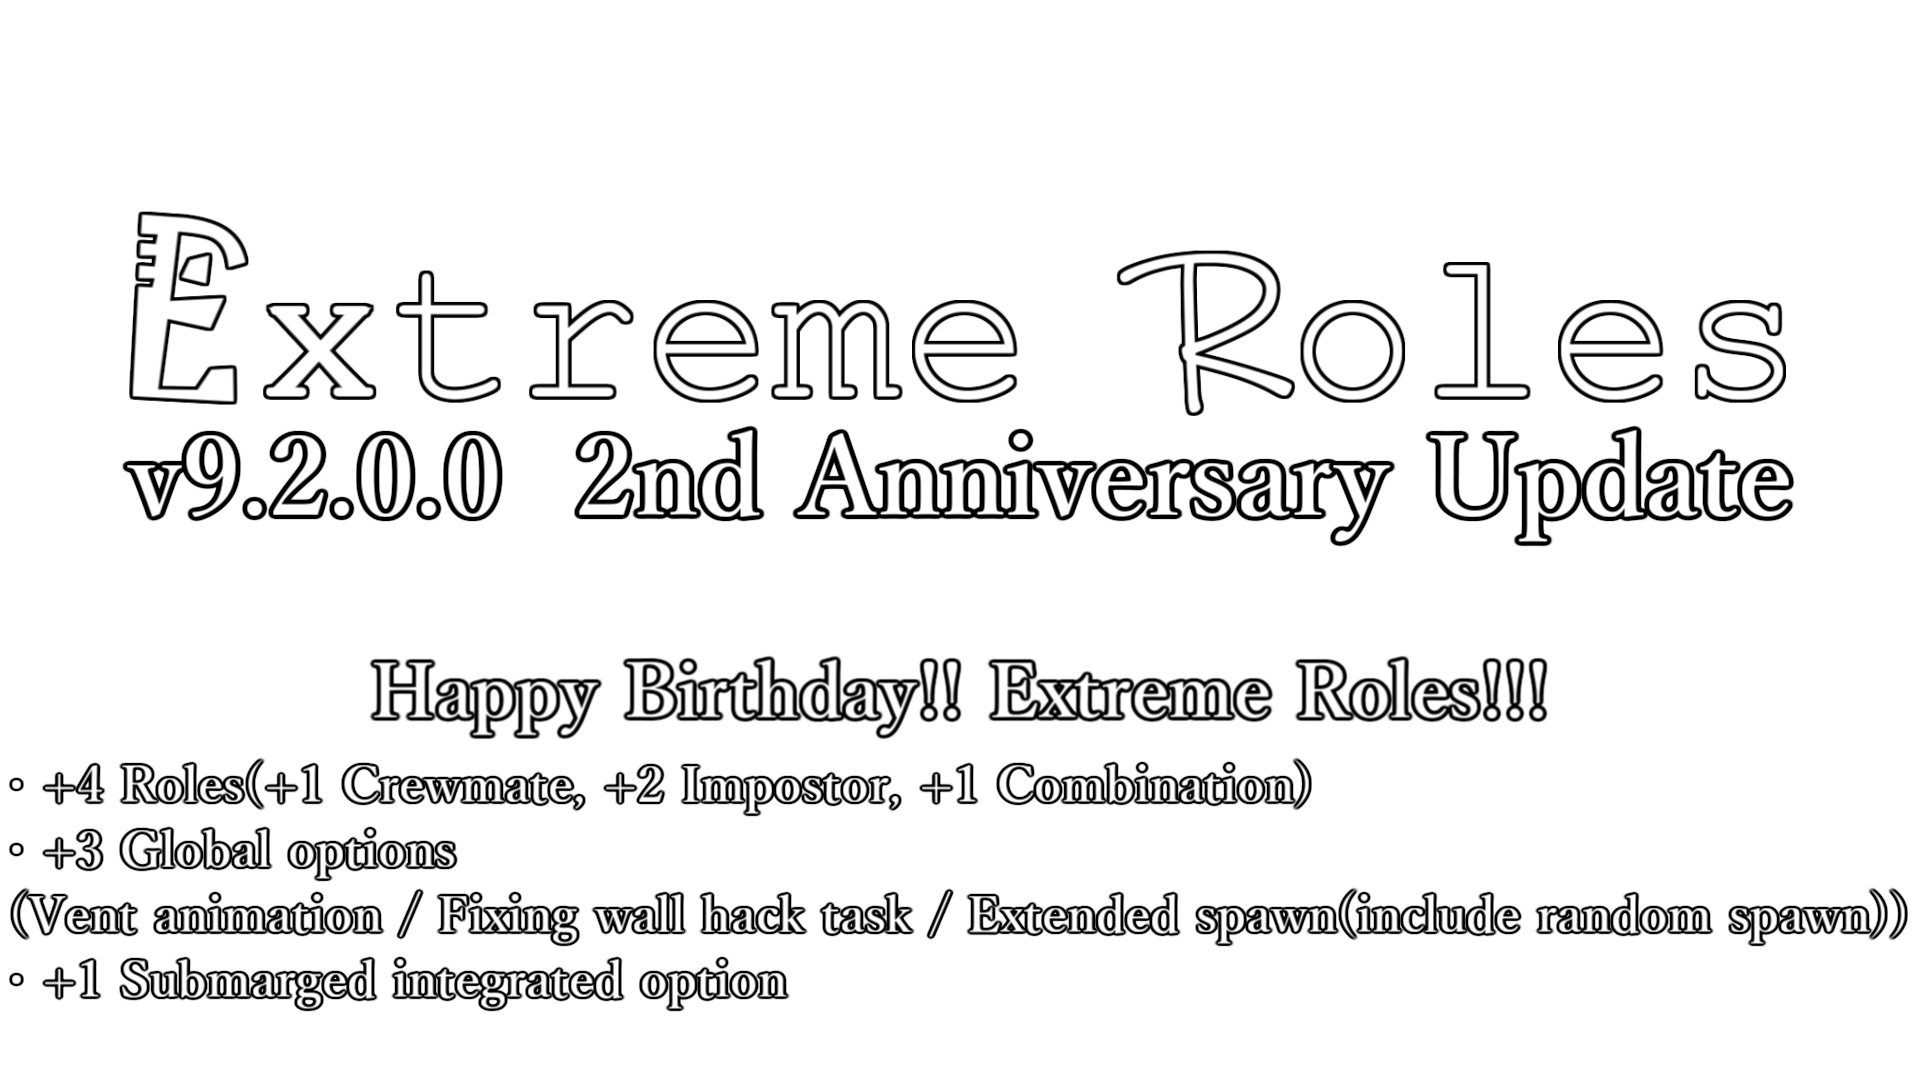 Extreme Roles
v9.2.0.0 2nd Anniversary Update
Happy Birthday!! Extreme Roles!!!
・+4 Roles(+1 Crewmate, +2 Impostor, +1 Combination)
・+3 Global options
(Vent animation / Fixing wall hack task / Extended spawn(include random spawn))
・+1 Submarged integrated option